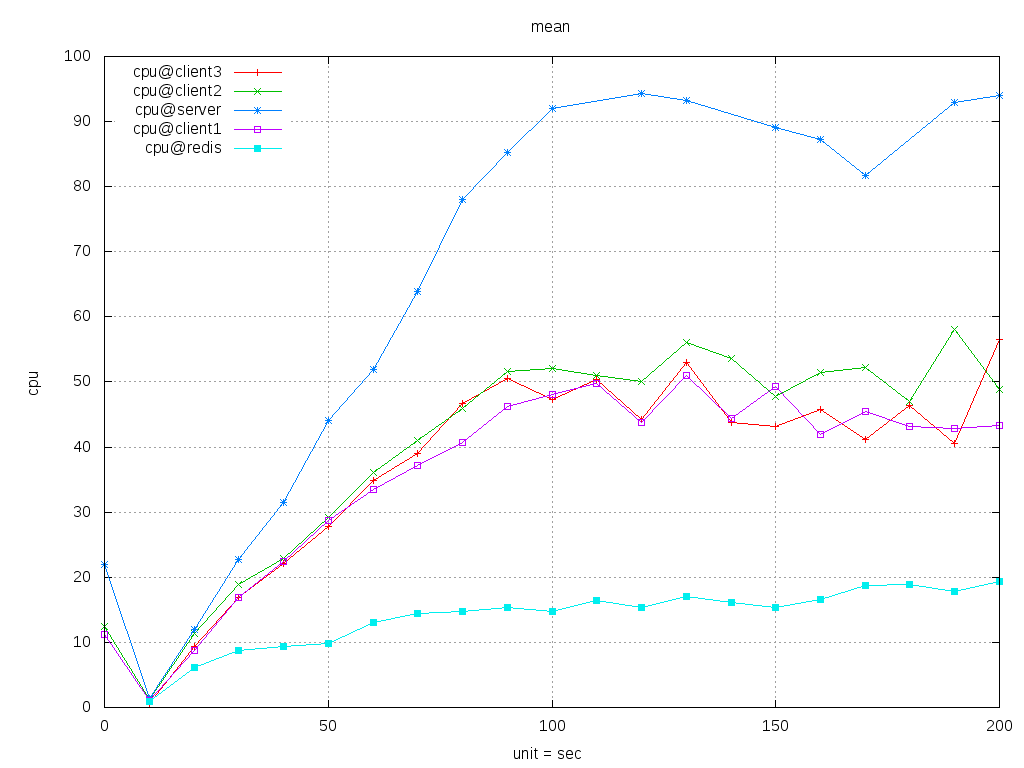 mean
100
90
80
70
60
50
40
30
20
10
0
cpu
cpu@client3
cpu@client2
cpu@server
cpu@client1
cpu@redis
0 50 100 150 200
unit = sec